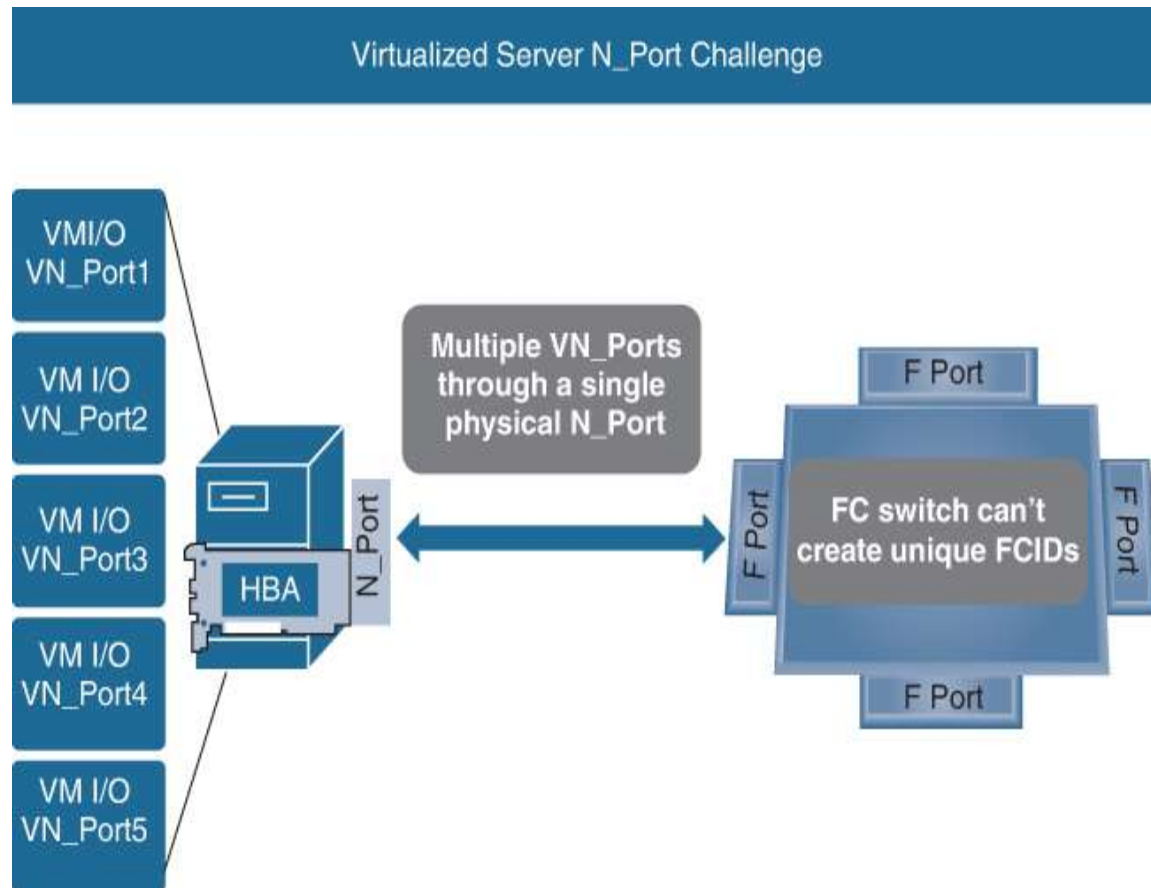 Virtualized Server N_Port Challenge
VMI/O
VN_Port1
VM I/O
VN_Port2
VM I/O
VN_Port3
VM I/O
VN_Port4
VM I/O
VN_Port5
HBA
N_Port
Multiple VN_Ports
through a single
physical N_Port
F Port
F Port
FC switch can't
create unique FCIDs
F Port
F Port